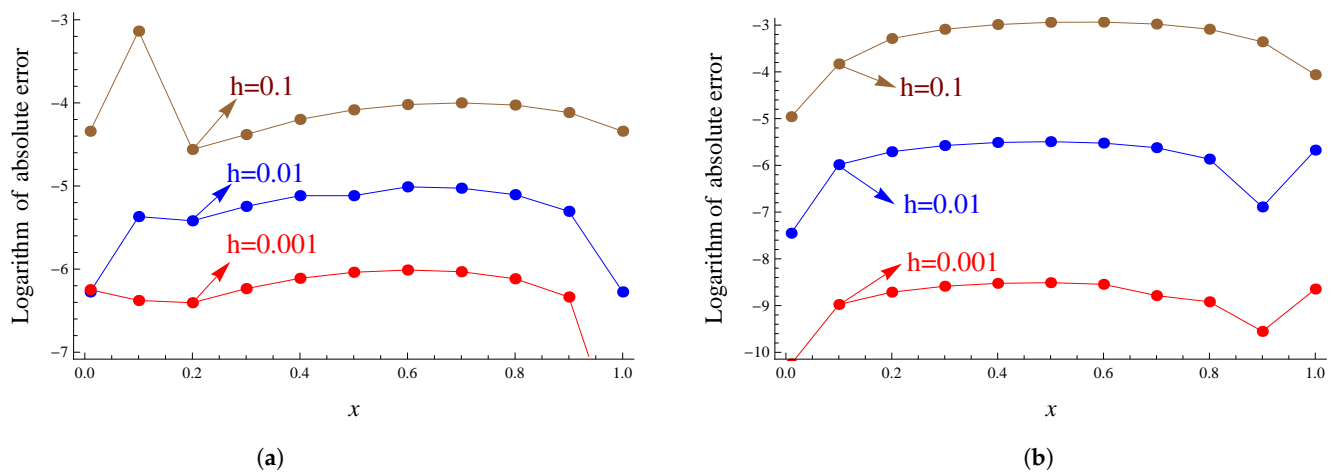 Logarithm of absolute error
-3
-4
-5
-6
-7
h=0.1
h=0.01
h=0.001
0.0 0.2 0.4 0.6 0.8 1.0
x
(a)
Logarithm of absolute error
-3
-4
-5
-6
-7
-8
-9
-10
h=0.1
h=0.01
h=0.001
0.0 0.2 0.4 0.6 0.8 1.0
x
(b)